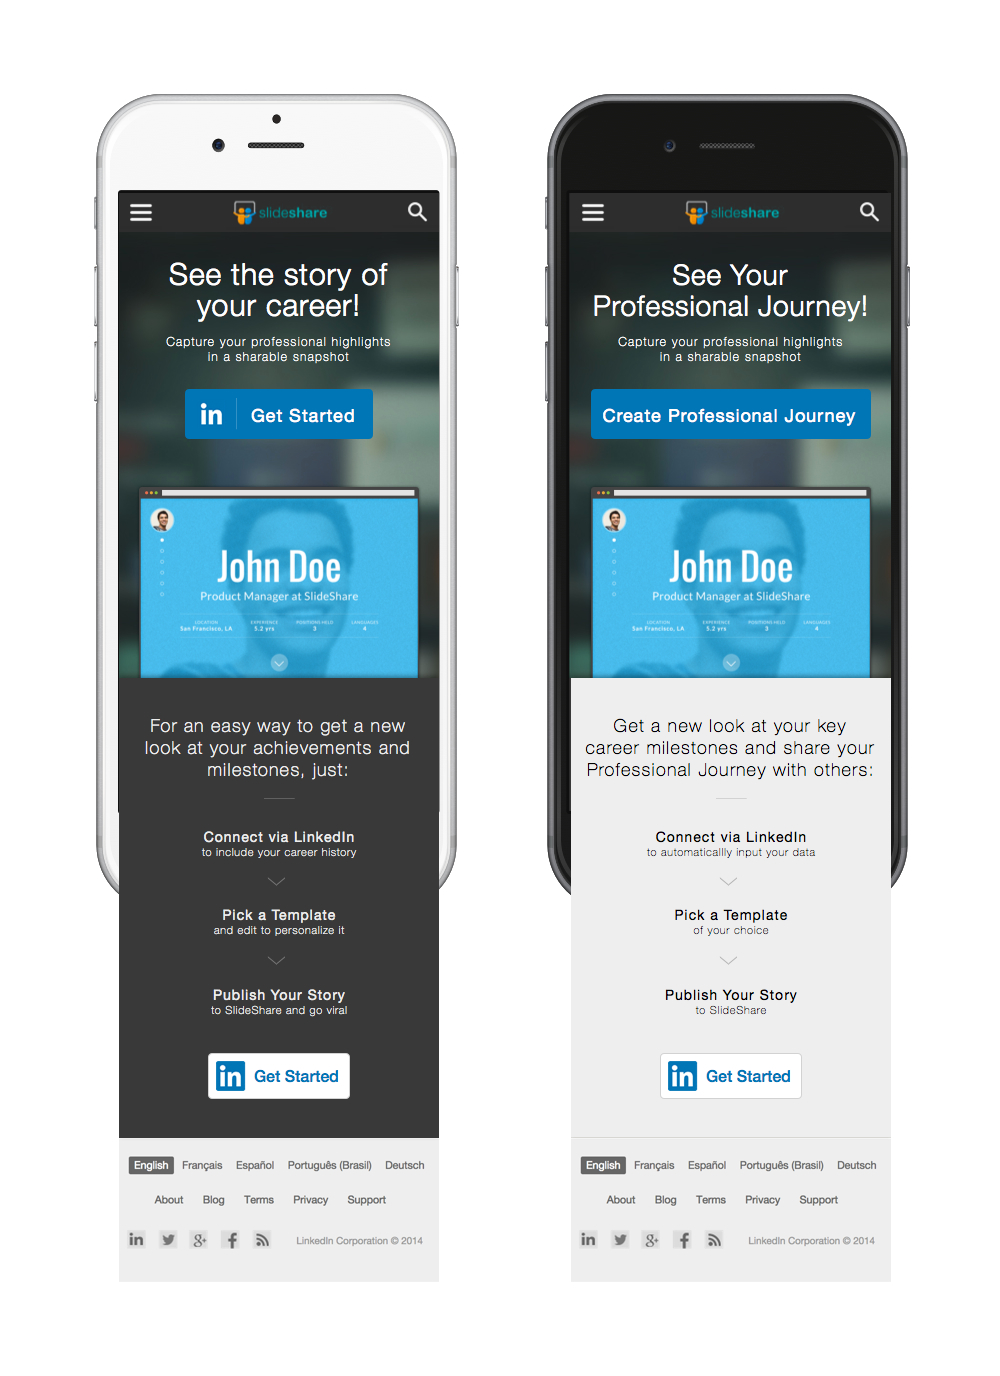 slideshare
See the story of
your career!
Capture your professional highlights
in a sharable snapshot
in Get Started
John Doe
Product Manager at SlideShare
LOCATION EXPERIENCE POSITIONS HELD LANGUAGES
San Francisco, LA 5.2 yrs 3 4
For an easy way to get a new
look at your achievements and
milestones, just:
Connect via LinkedIn
to include your career history
Pick a Template
and edit to personalize it
Publish Your Story
to SlideShare and go viral
in Get Started
English Français Español Português (Brasil) Deutsch
About Blog Terms Privacy Support
in g+ f LinkedIn Corporation © 2014
slideshare
See Your
Professional Journey!
Capture your professional highlights
in a sharable snapshot
Create Professional Journey
John Doe
Product Manager at SlideShare
LOCATION EXPERIENCE POSITIONS HELD LANGUAGES
San Francisco, LA 5.2 yrs 3 4
Get a new look at your key
career milestones and share your
Professional Journey with others:
Connect via LinkedIn
to automaticallly input your data
Pick a Template
of your choice
Publish Your Story
to SlideShare
in Get Started
English Français Español Português (Brasil) Deutsch
About Blog Terms Privacy Support
in g+ f LinkedIn Corporation © 2014